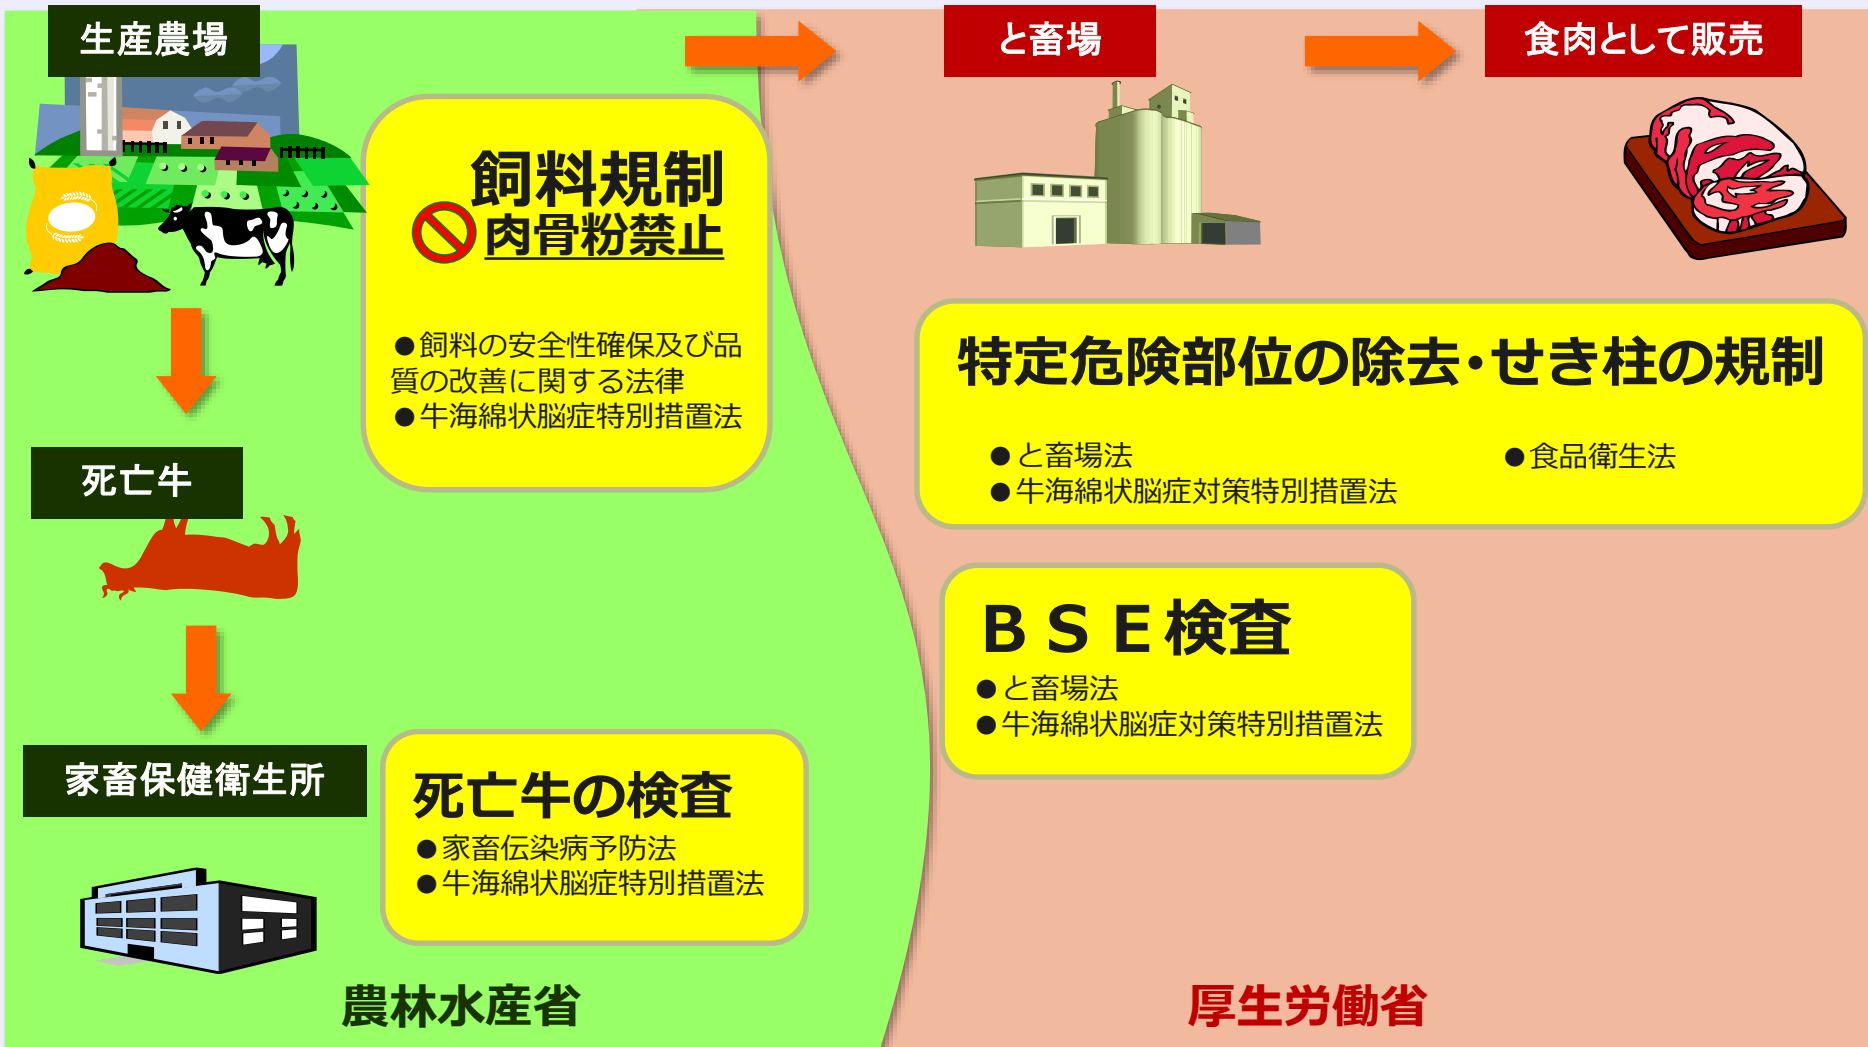 生産農場
と畜場
食肉として販売
飼料規制
肉骨粉禁止
●飼料の安全性確保及び品
質の改善に関する法律
●牛海綿状脳症特別措置法
特定危険部位の除去・せき柱の規制
●と畜場法
●牛海綿状脳症対策特別措置法
●食品衛生法
死亡牛
BSE検査
●と畜場法
●牛海綿状脳症対策特別措置法
家畜保健衛生所
死亡牛の検査
●家畜伝染病予防法
●牛海綿状脳症特別措置法
農林水産省
厚生労働省